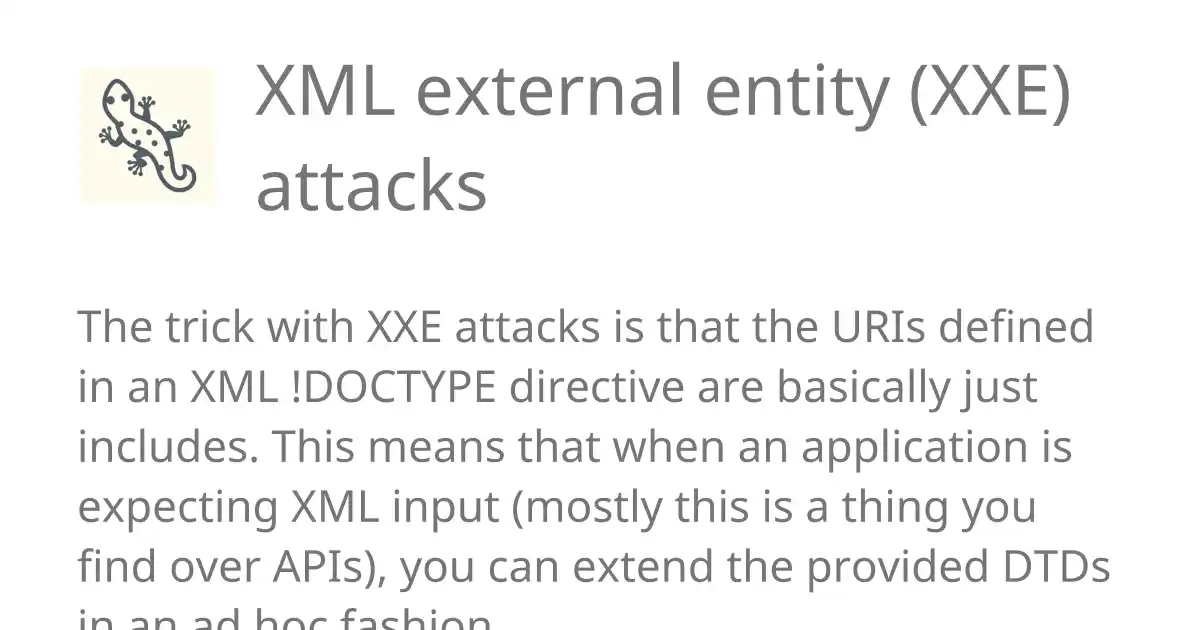 XML external entity (XXE)
attacks
The trick with XXE attacks is that the URIs defined
in an XML !DOCTYPE directive are basically just
includes. This means that when an application is
expecting XML input (mostly this is a thing you
find over APIs), you can extend the provided DTDs
in an ad hoc fashion